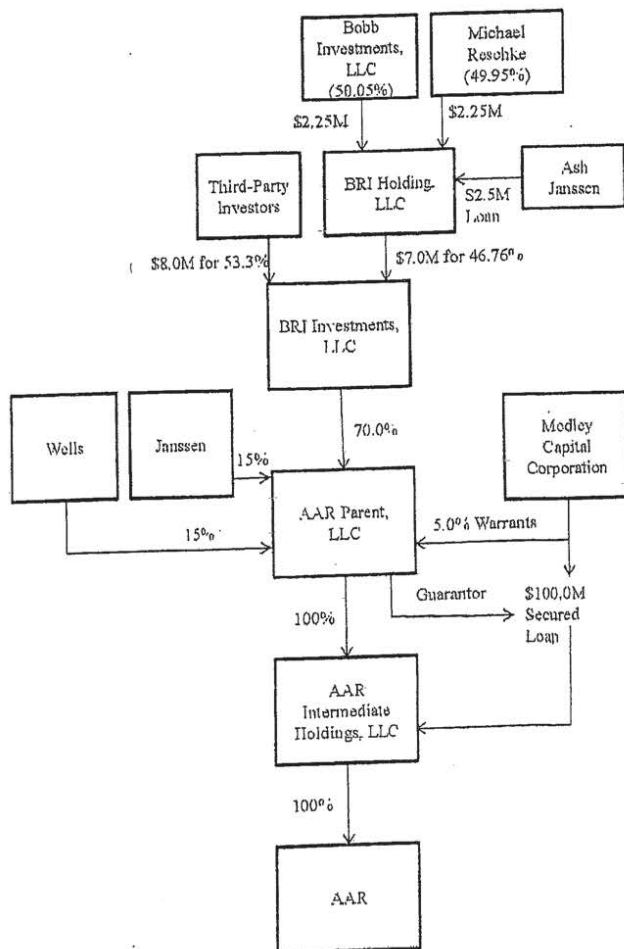 Bobb
Investments,
LLC
(50.05%)
Michael
Reschke
(49.95%)
$2,25M
$2.25M
Third-Party
Investors
BRI Holding,
LLC
$2.5M
Loan
Ash
Janssen
$8.0M for 53.3%
$7.0M for 46.76%
BRI Investments,
LLC
Wells
Janssen
70.0%
Medley
Capital
Corporation
15%
AAR Parent,
LLC
5.0% Warrants
15%
Guarantor
$100,0M
Secured
Loan
100%
AAR
Intermediate
Holdings, LLC
100%
AAR